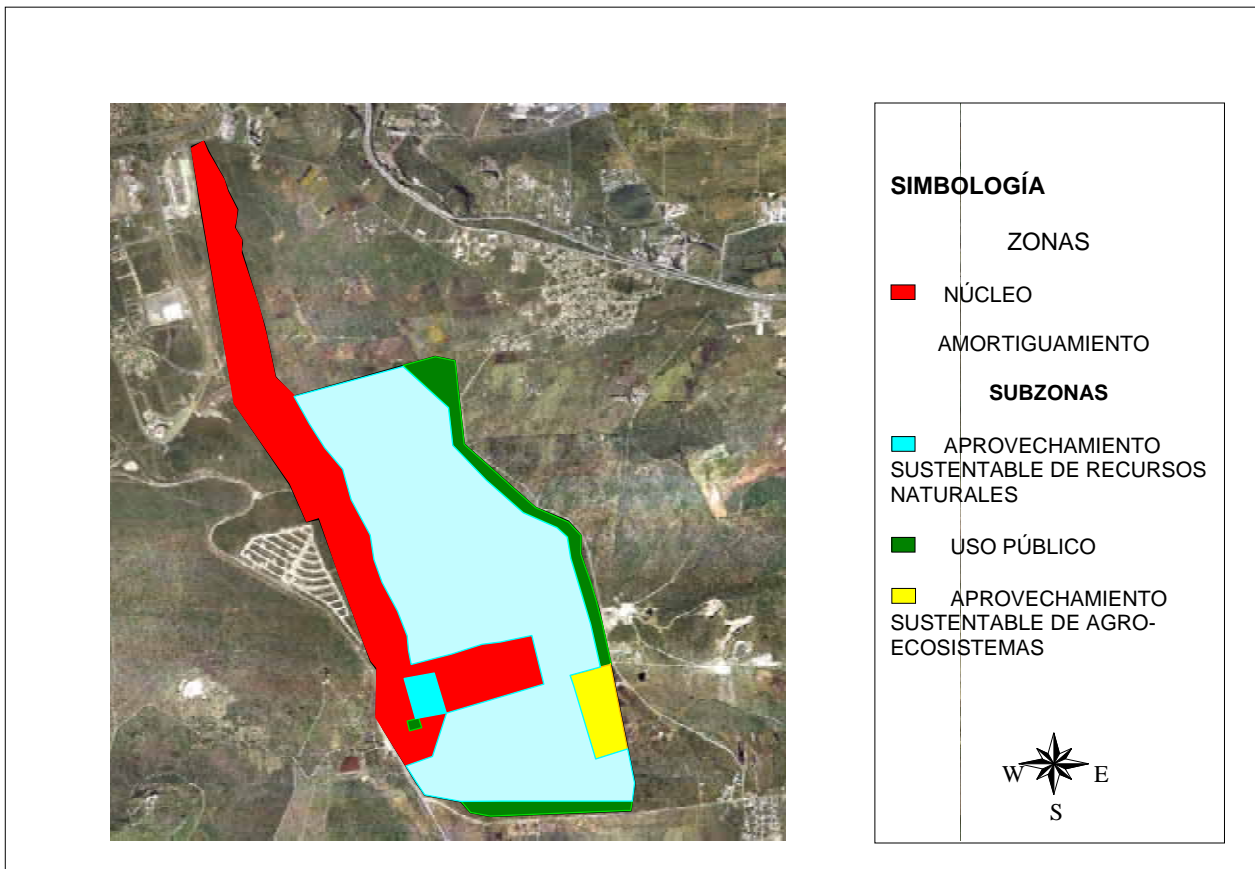 SIMBOLOGÍA
ZONAS
NÚCLEO
AMORTIGUAMIENTO
SUBZONAS
APROVECHAMIENTO
SUSTENTABLE DE RECURSOS
NATURALES
USO PÚBLICO
APROVECHAMIENTO
SUSTENTABLE DE AGRO-
ECOSISTEMAS
W E
S